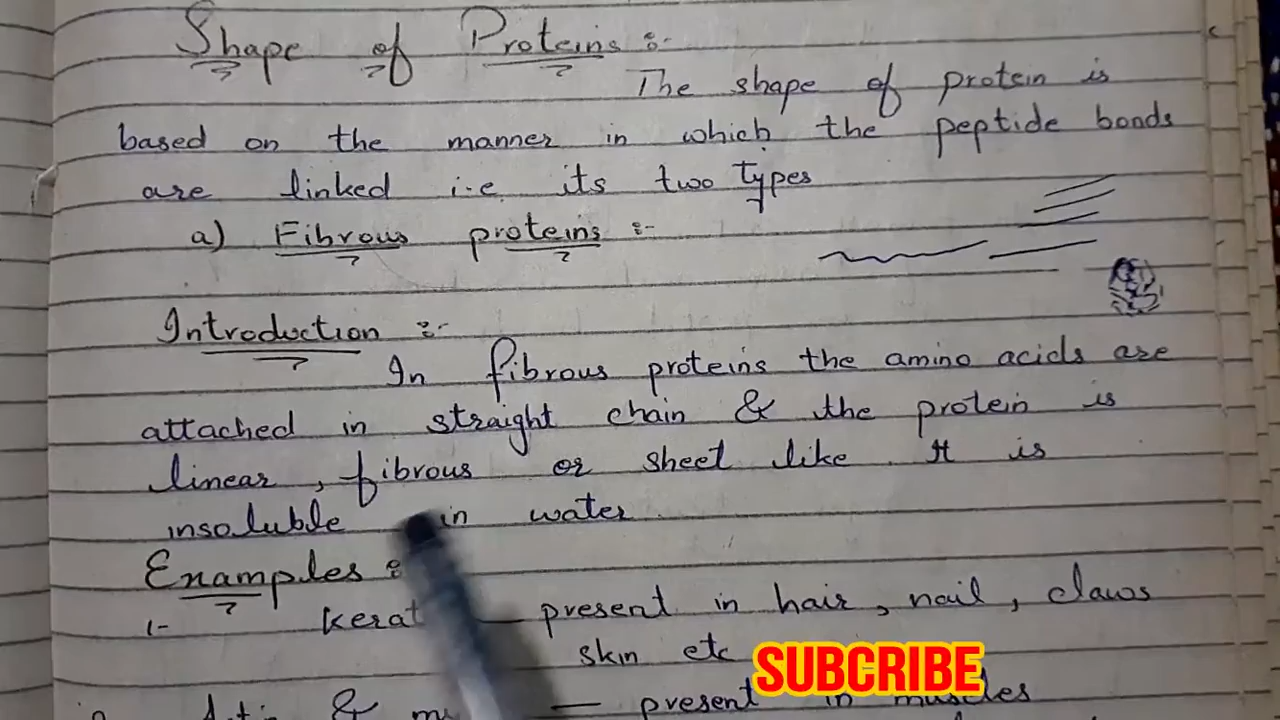 Shape of Proteins :-
The shape of protein is
based on the manner in which the peptide bonds
are linked i.e its two types
a) Fibrous proteins :-
Introduction :-
In fibrous proteins the amino acids are
attached in straight chain & the protein is
linear, fibrous or sheet like. It is
insoluble in water
Examples :
1- Kerat — present in hair, nail, claws
skin etc
SUBCRIBE
& — present in muscles